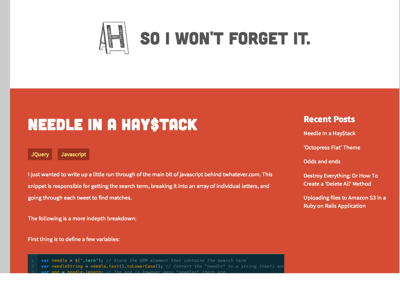 AH
SO I WON'T FORGET IT.
NEEDLE IN A HAY$TACK
JQuery
Javascript
I just wanted to write up a little run through of the main bit of javascript behind twhatever.com. This
snippet is responsible for getting the search term, breaking it into an array of individual letters, and
going through each tweet to find matches.
The following is a more indepth breakdown:
First thing is to define a few variables:
1 var needle = $(".term"); // Store the DOM element that contains the search term
2 var needleString = needle.text().toLowerCase(); // Convert the "needle" to a string (text) and
Recent Posts
Needle In a Hay$tack
'Octopress Flat' Theme
Odds and ends
Destroy Everything: Or How To
Create a 'Delete All' Method
Uploading files to Amazon S3 in a
Ruby on Rails Application